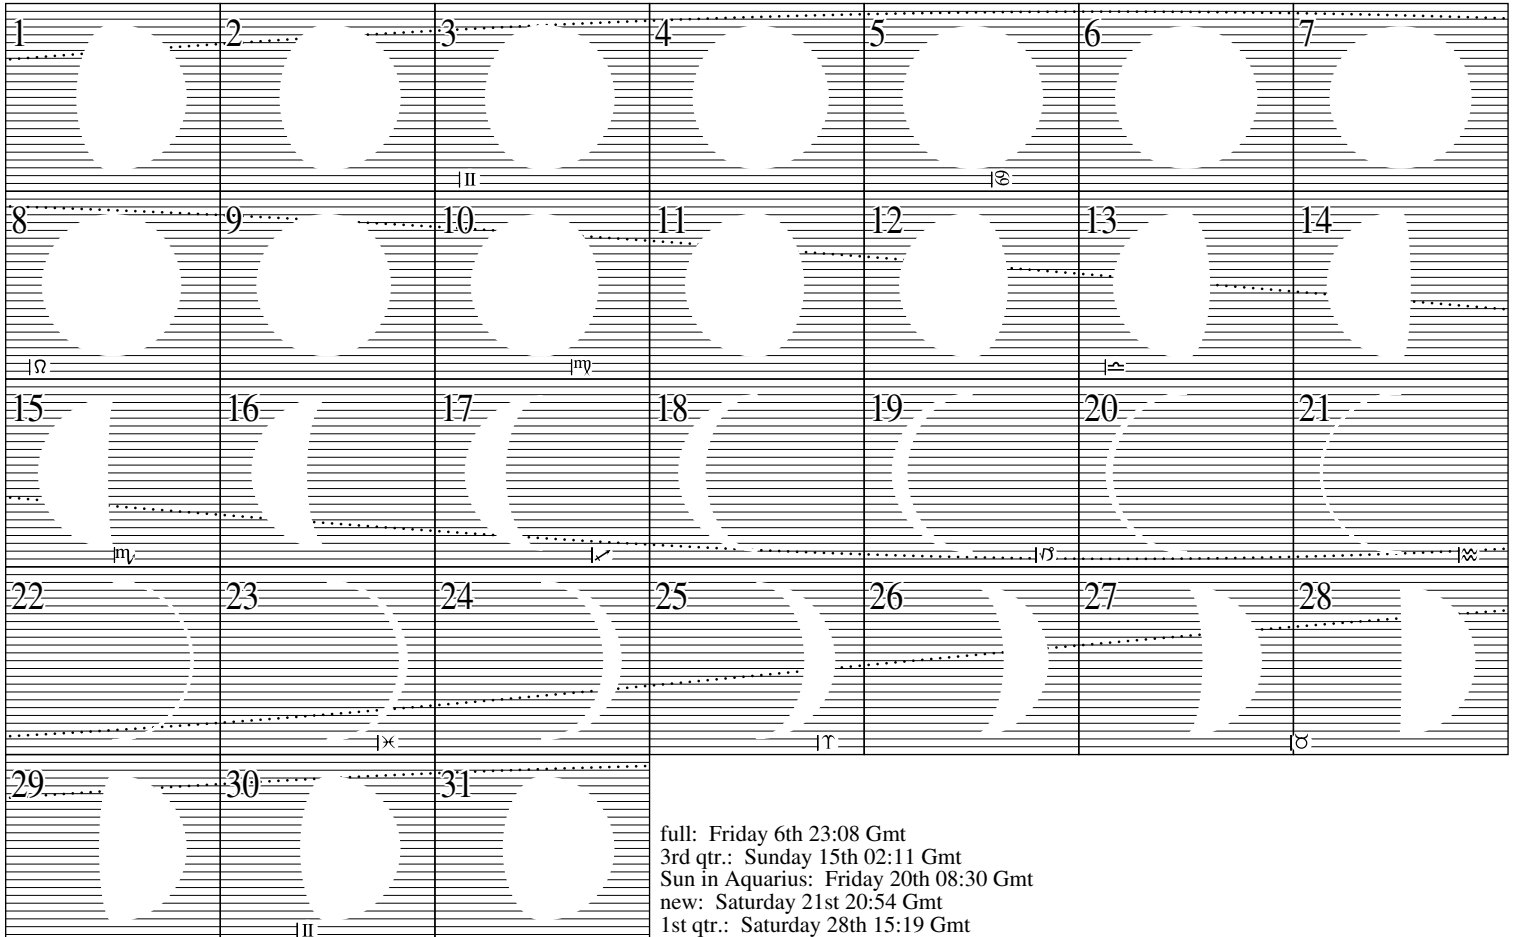 1 2 3 4 5 6 7
♊ ♋
8 9 10 11 12 13 14
♌ ♍ ♎
15 16 17 18 19 20 21
♏ ♐ ♑ ♒
22 23 24 25 26 27 28
♓ ♈ ♉
29 30 31
♊
full: Friday 6th 23:08 Gmt
3rd qtr.: Sunday 15th 02:11 Gmt
Sun in Aquarius: Friday 20th 08:30 Gmt
new: Saturday 21st 20:54 Gmt
1st qtr.: Saturday 28th 15:19 Gmt